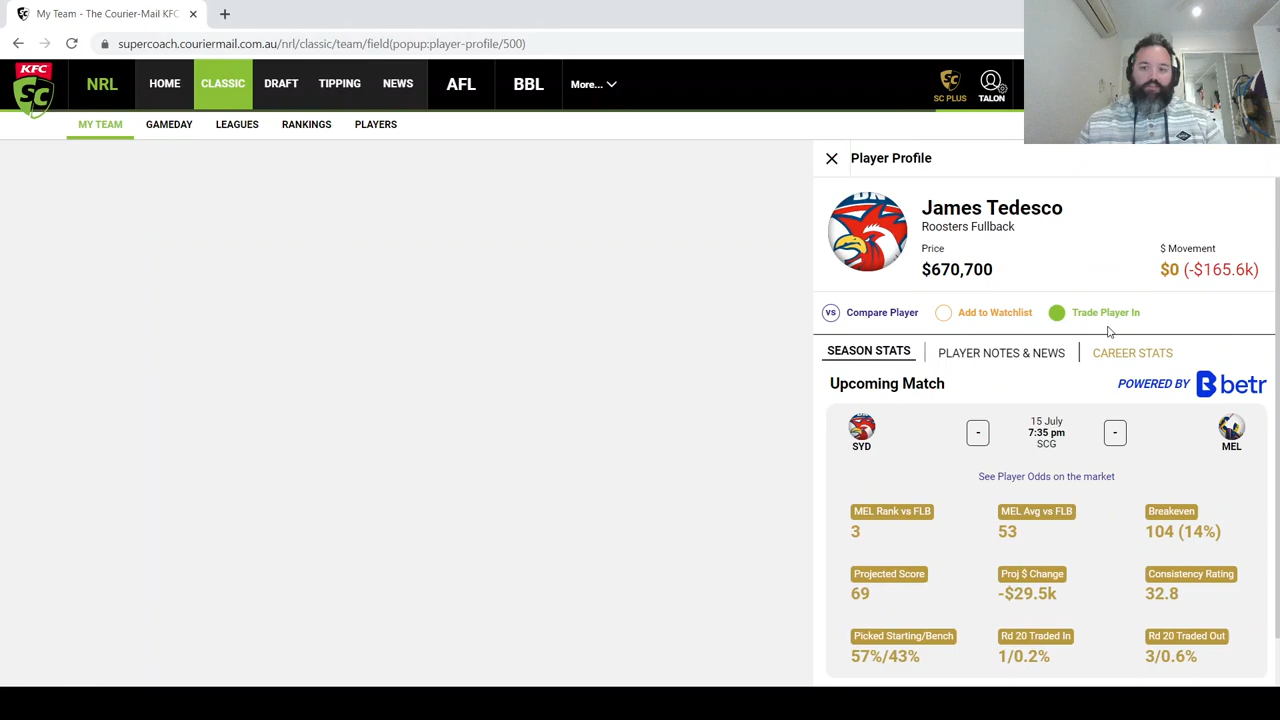 My Team - The Courier-Mail KFC
supercoach.couriermail.com.au/nrl/classic/team/field(popup:player-profile/500)
KFC
SC
NRL
HOME
CLASSIC
DRAFT
TIPPING
NEWS
AFL
BBL
More...
SC PLUS
TALON
MY TEAM
GAMEDAY
LEAGUES
RANKINGS
PLAYERS
Player Profile
James Tedesco
Roosters Fullback
Price
$670,700
$ Movement
$0 (-$165.6k)
vs Compare Player
Add to Watchlist
Trade Player In
SEASON STATS
PLAYER NOTES & NEWS
CAREER STATS
Upcoming Match
POWERED BY betr
SYD
-
15 July
7:35 pm
SCG
-
MEL
See Player Odds on the market
MEL Rank vs FLB
3
MEL Avg vs FLB
53
Breakeven
104 (14%)
Projected Score
69
Proj $ Change
-$29.5k
Consistency Rating
32.8
Picked Starting/Bench
57%/43%
Rd 20 Traded In
1/0.2%
Rd 20 Traded Out
3/0.6%